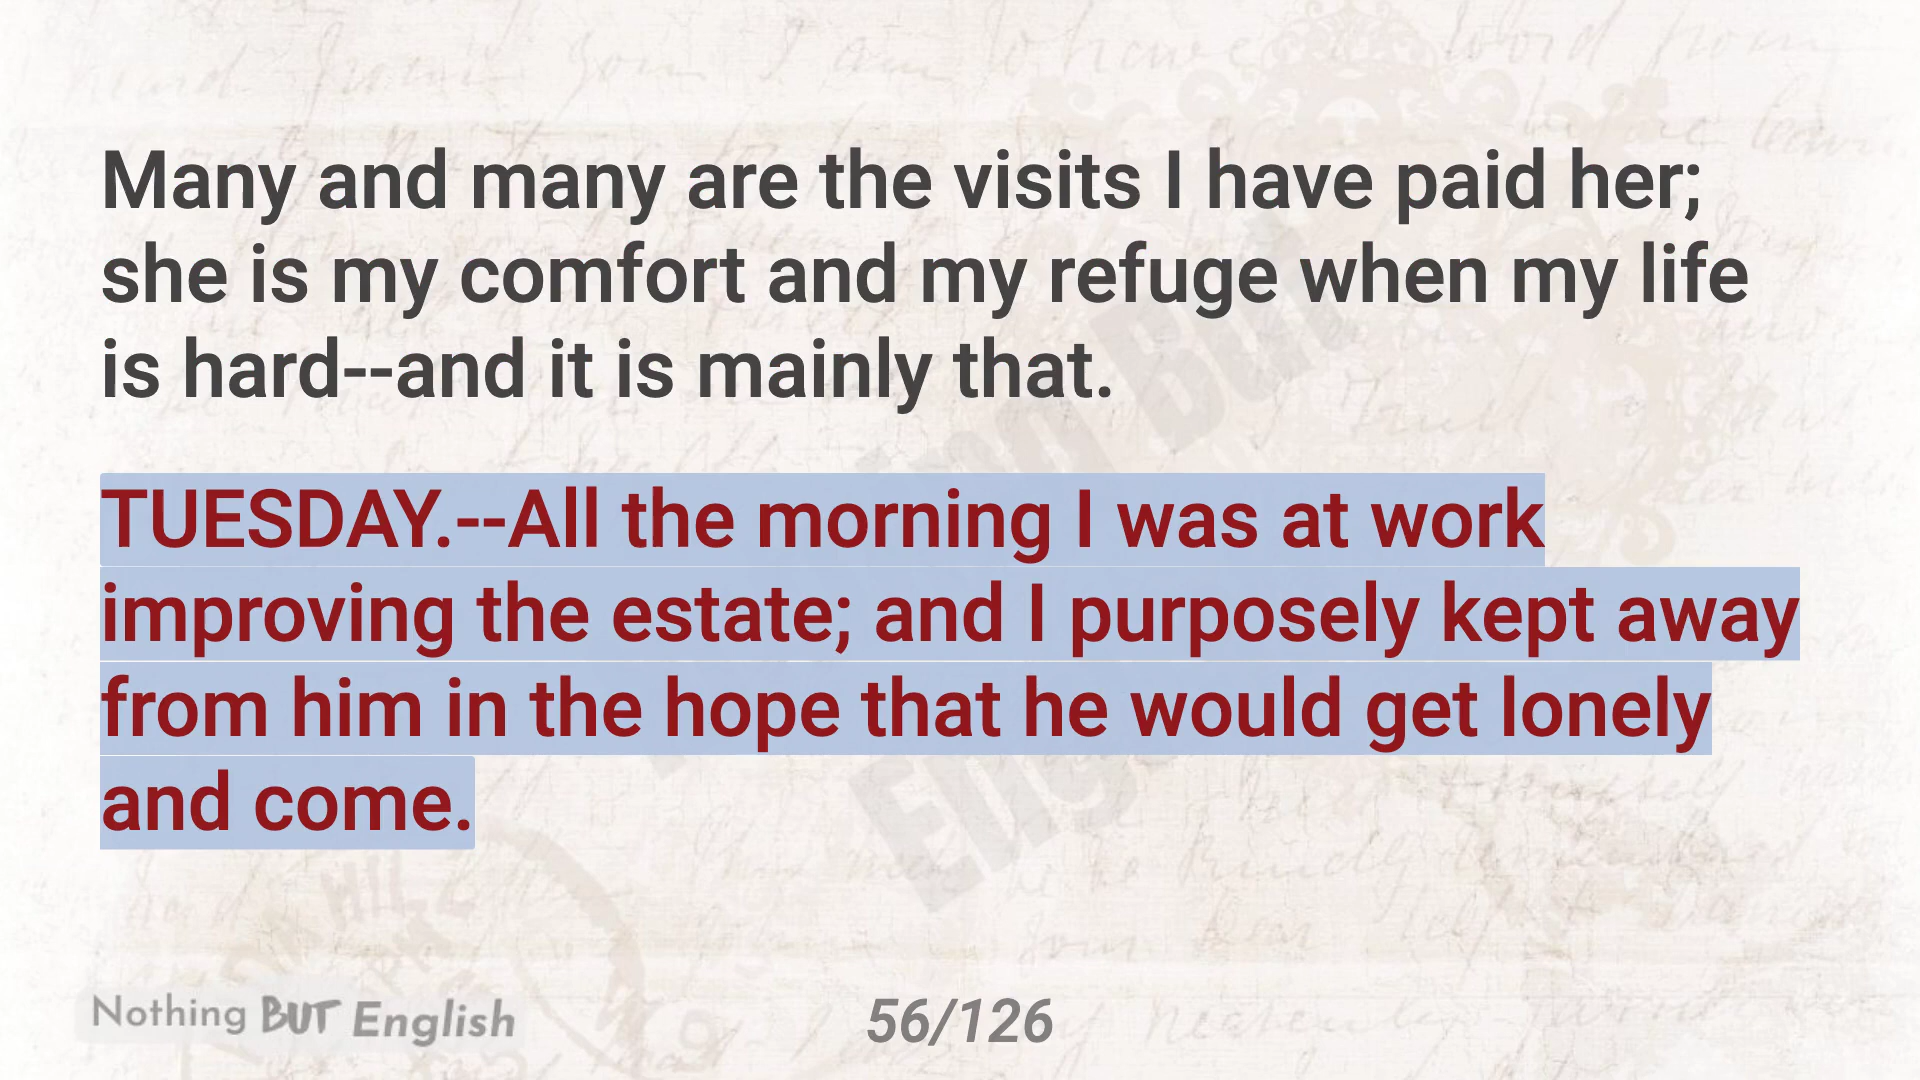 Many and many are the visits I have paid her;
she is my comfort and my refuge when my life
is hard--and it is mainly that.
TUESDAY.--All the morning I was at work
improving the estate; and I purposely kept away
from him in the hope that he would get lonely
and come.
Nothing BUT English
56/126